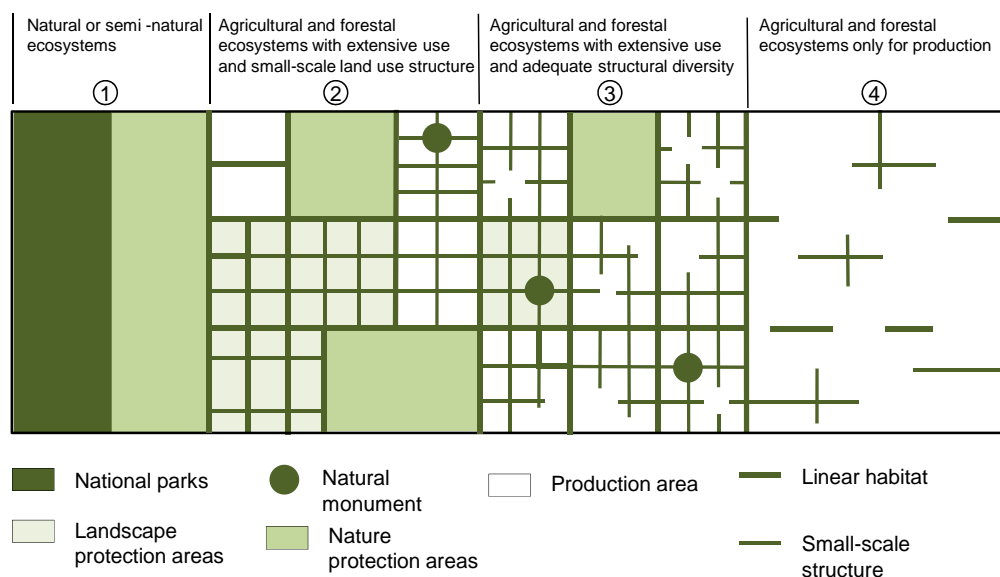 Natural or semi -natural
ecosystems
①
Agricultural and forestal
ecosystems with extensive use
and small-scale land use structure
②
Agricultural and forestal
ecosystems with extensive use
and adequate structural diversity
③
Agricultural and forestal
ecosystems only for production
④
National parks
Natural
monument
Production area
Linear habitat
Landscape
protection areas
Nature
protection areas
Small-scale
structure